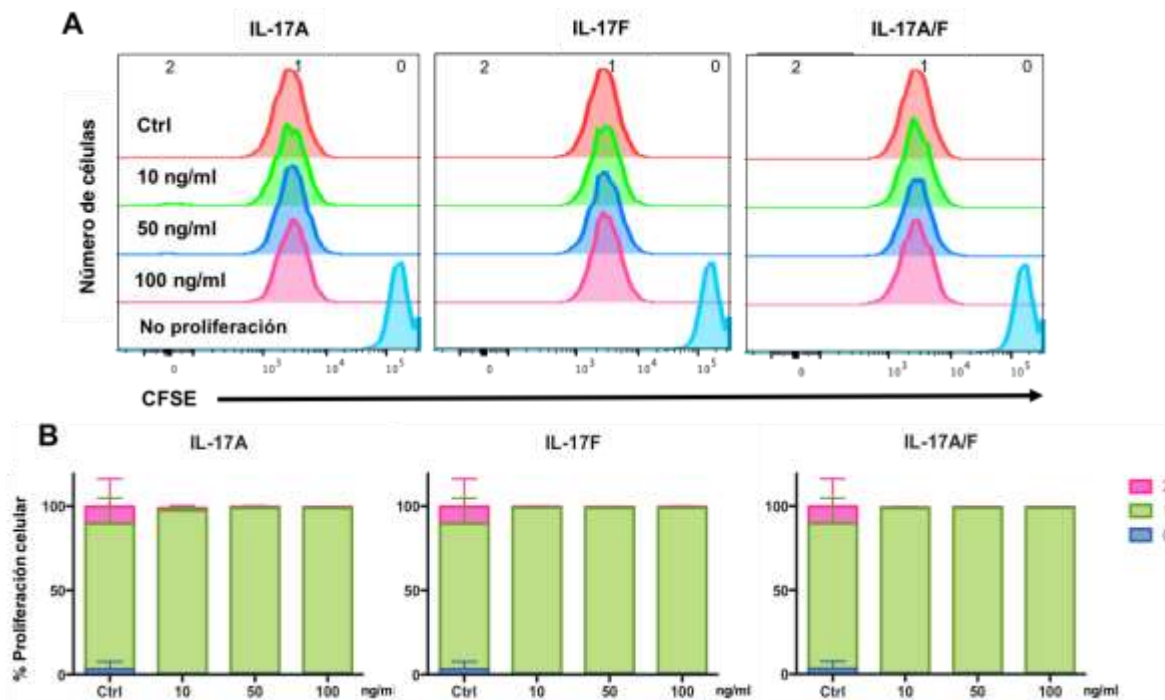 A
IL-17A IL-17F IL-17A/F
2 1 0 2 1 0 2 1 0
Número de células
Ctrl
10 ng/ml
50 ng/ml
100 ng/ml
No proliferación
0 10³ 10⁴ 10⁵ 0 10³ 10⁴ 10⁵ 0 10³ 10⁴ 10⁵
CFSE
B
IL-17A IL-17F IL-17A/F
% Proliferación celular
100 100 100
50 50 50
0 0 0
Ctrl 10 50 100 ng/ml Ctrl 10 50 100 ng/ml Ctrl 10 50 100 ng/ml